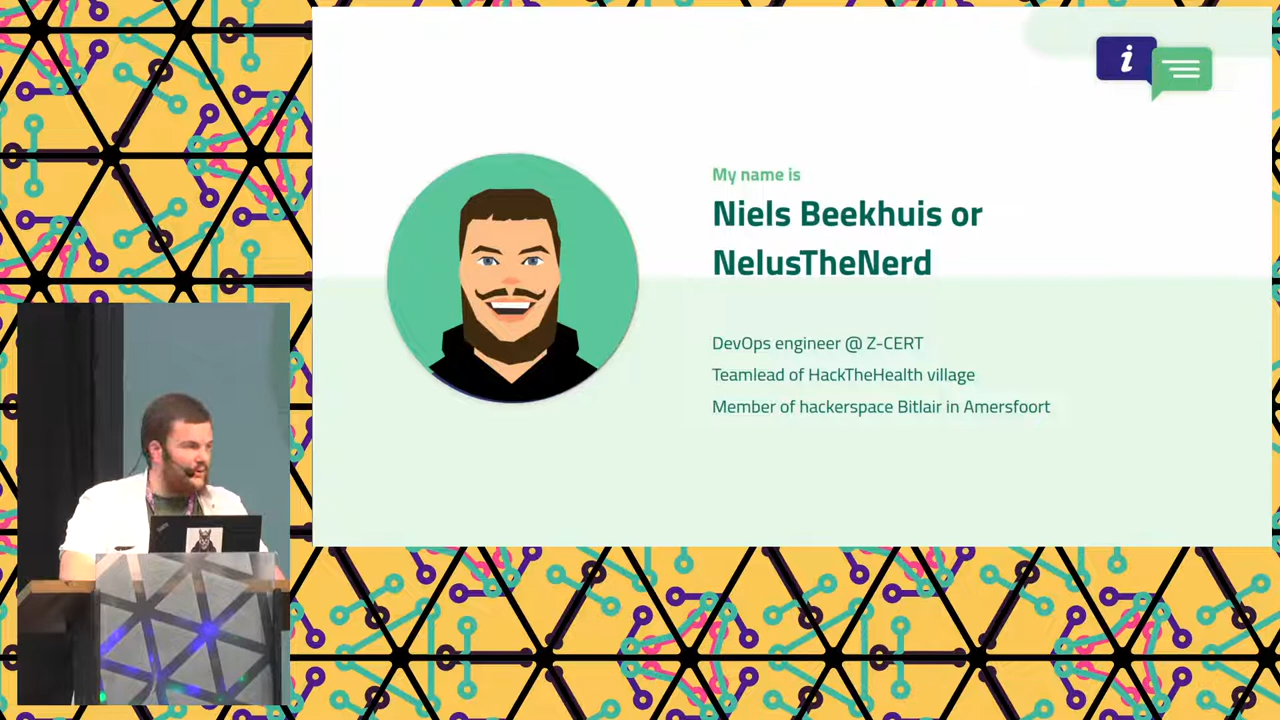 i
My name is
Niels Beekhuis or
NelusTheNerd
DevOps engineer @ Z-CERT
Teamlead of HackTheHealth village
Member of hackerspace Bitlair in Amersfoort